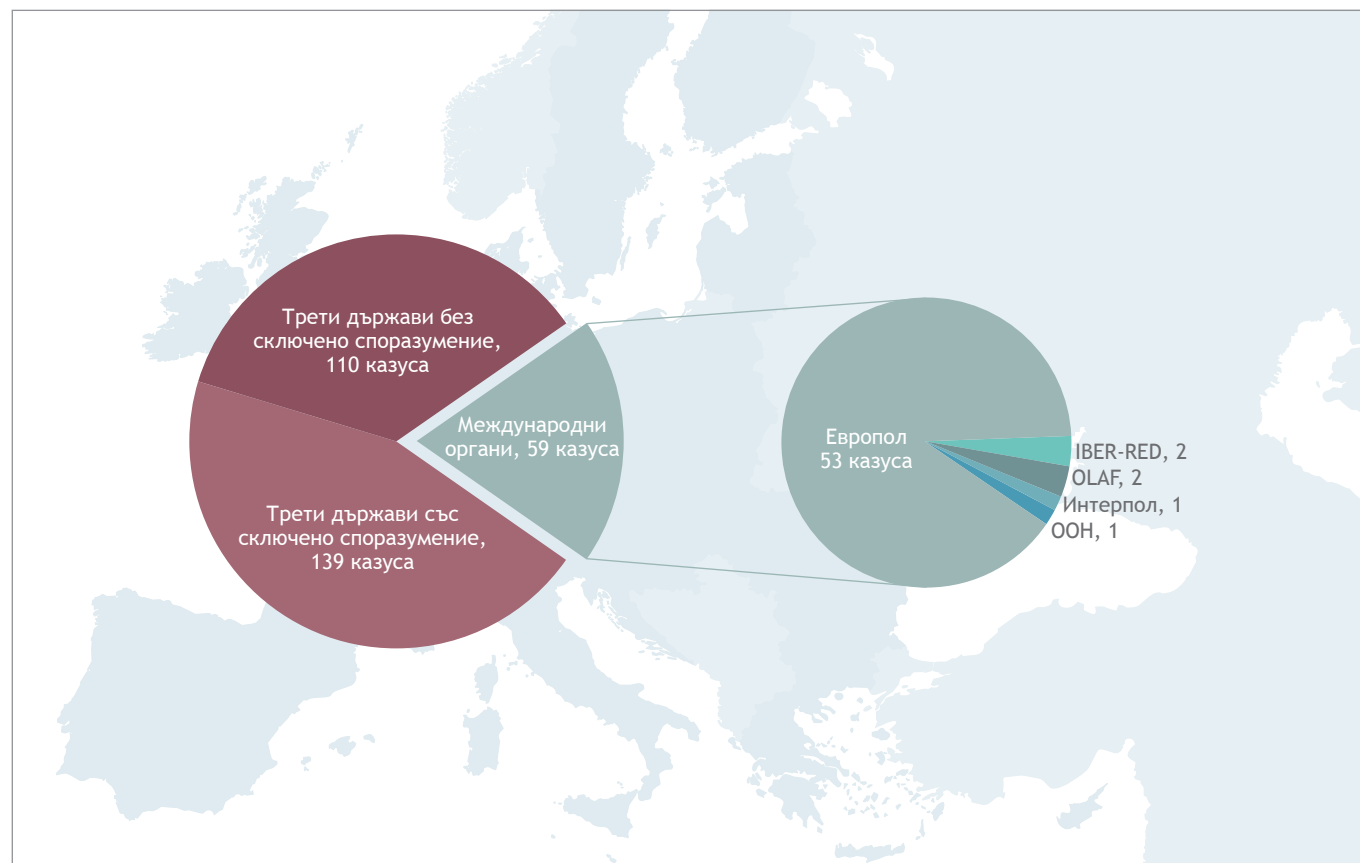 Трети държави без
сключено споразумение,
110 казуса
Международни
органи, 59 казуса
Трети държави със
сключено споразумение,
139 казуса
Европол
53 казуса
IBER-RED, 2
OLAF, 2
Интерпол, 1
ООН, 1